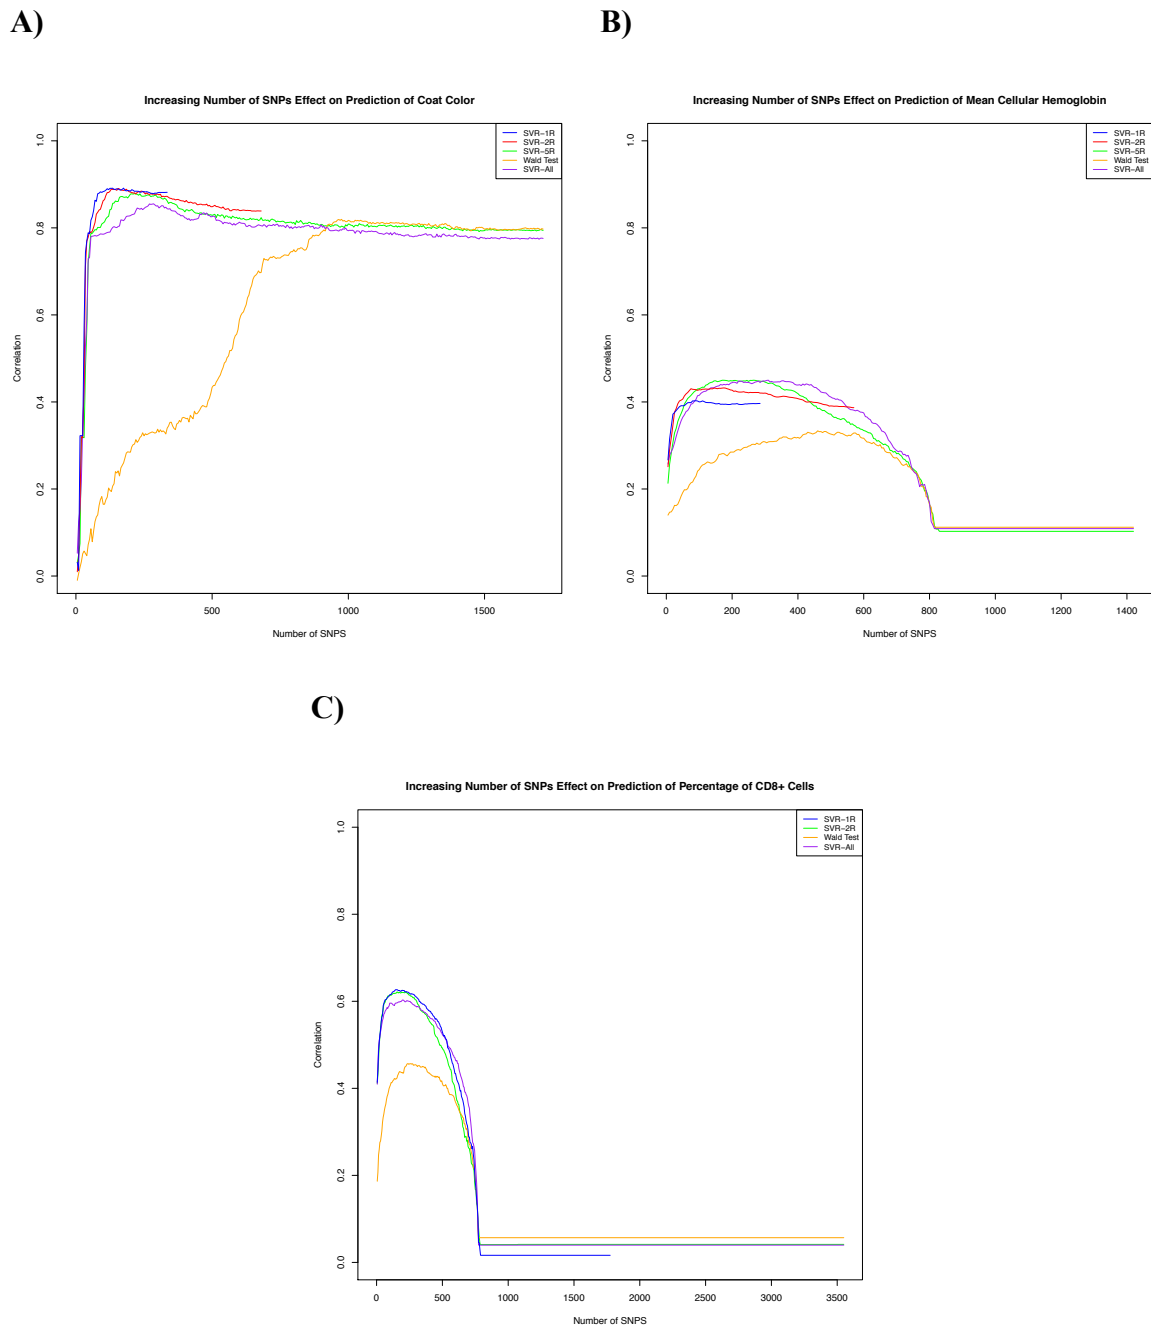 A)
B)
Increasing Number of SNPs Effect on Prediction of Coat Color
SVR-1R
SVR-2R
SVR-5R
Wald Test
SVR-All
1.0
0.8
0.6
0.4
0.2
0.0
Correlation
0
500
1000
1500
Number of SNPS
Increasing Number of SNPs Effect on Prediction of Mean Cellular Hemoglobin
SVR-1R
SVR-2R
SVR-5R
Wald Test
SVR-All
1.0
0.8
0.6
0.4
0.2
0.0
Correlation
0
200
400
600
800
1000
1200
1400
Number of SNPS
C)
Increasing Number of SNPs Effect on Prediction of Percentage of CD8+ Cells
SVR-1R
SVR-2R
Wald Test
SVR-All
1.0
0.8
0.6
0.4
0.2
0.0
Correlation
0
500
1000
1500
2000
2500
3000
3500
Number of SNPS